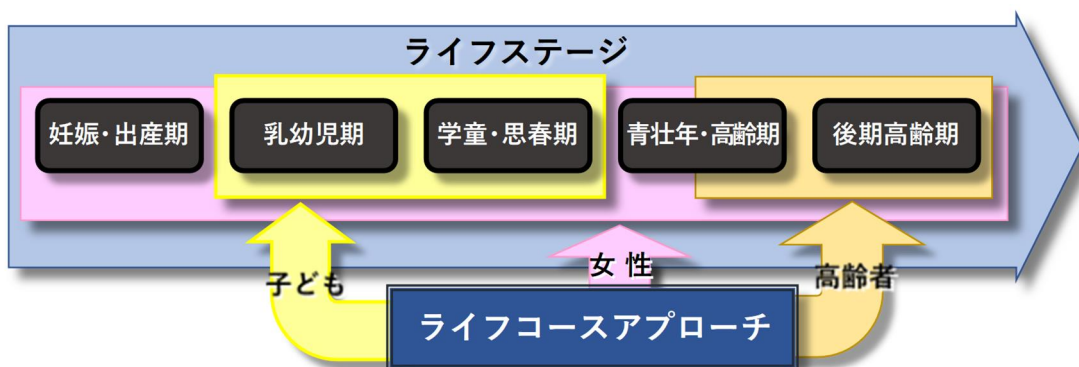 ライフステージ
妊娠・出産期
乳幼児期
学童・思春期
青壮年・高齢期
後期高齢期
子ども
女性
高齢者
ライフコースアプローチ